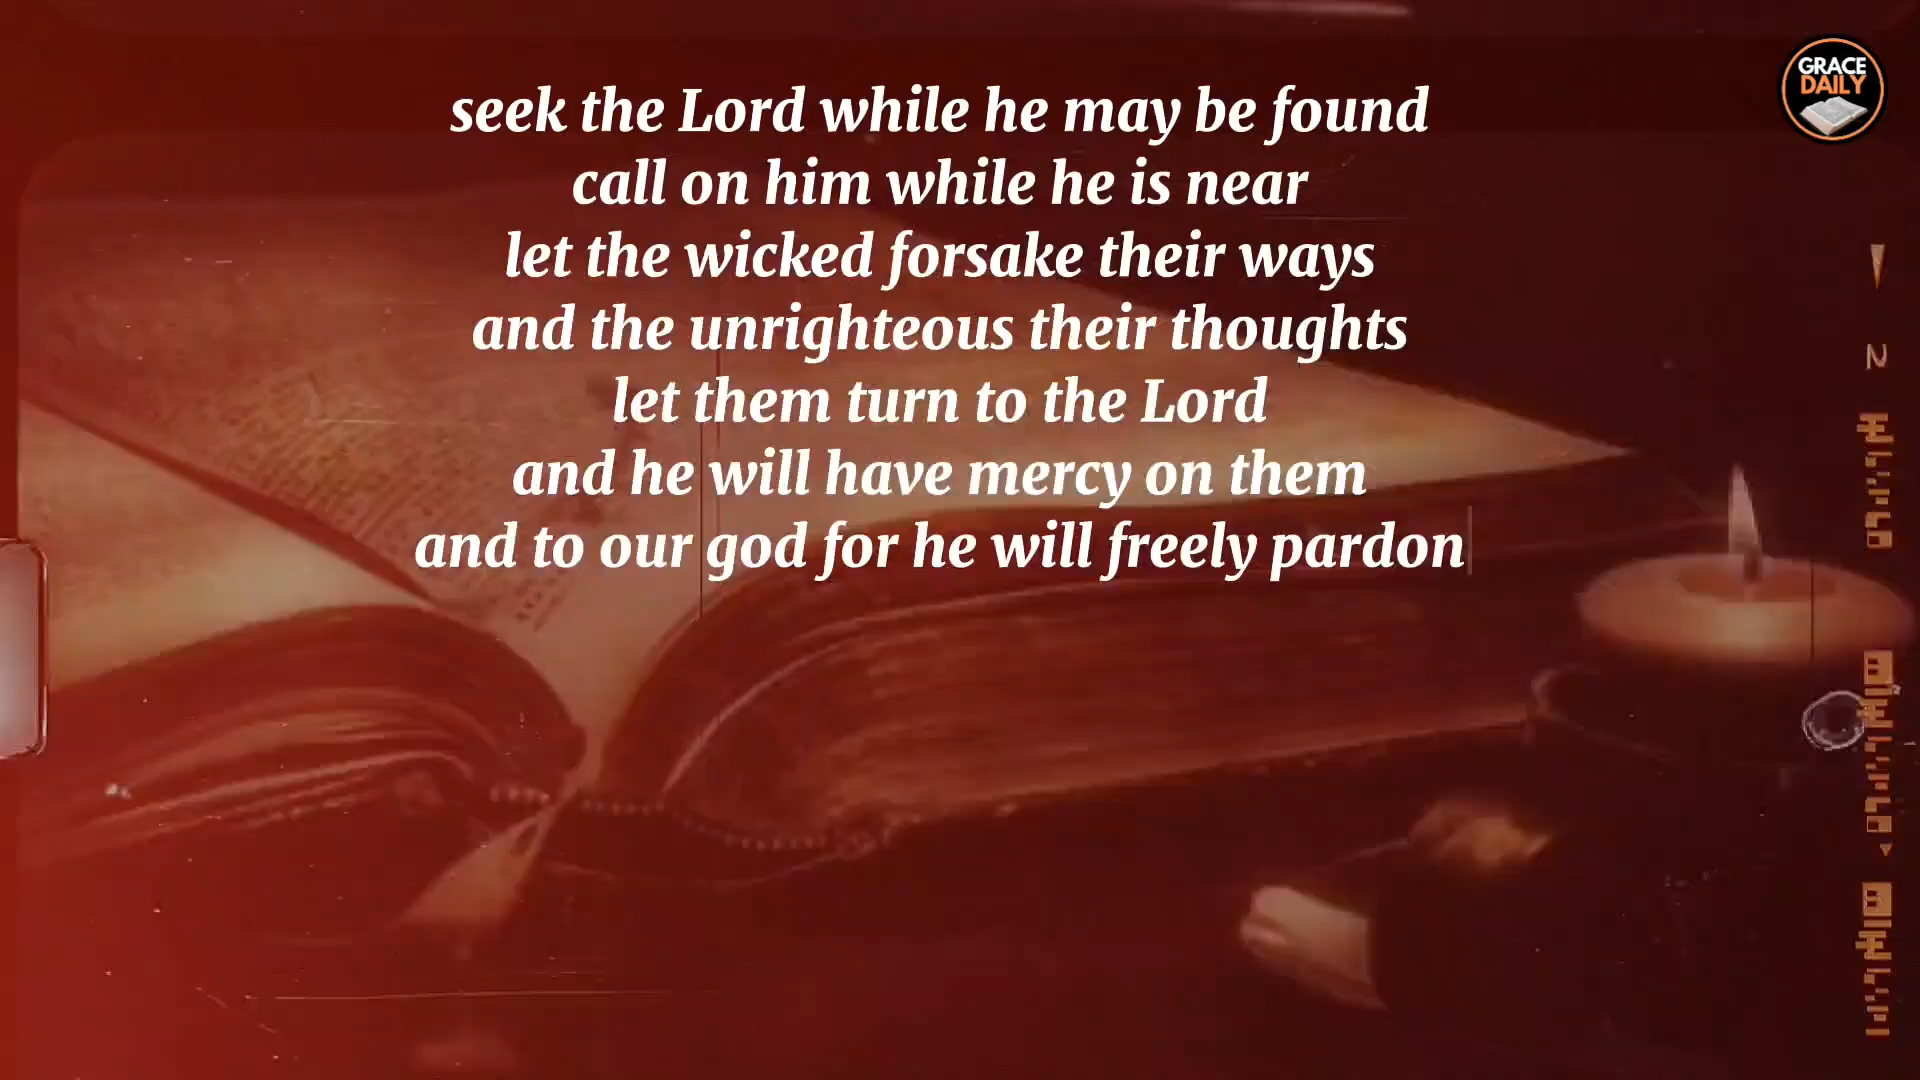 seek the Lord while he may be found
call on him while he is near
let the wicked forsake their ways
and the unrighteous their thoughts
let them turn to the Lord
and he will have mercy on them
and to our god for he will freely pardon
GRACE
DAILY
2